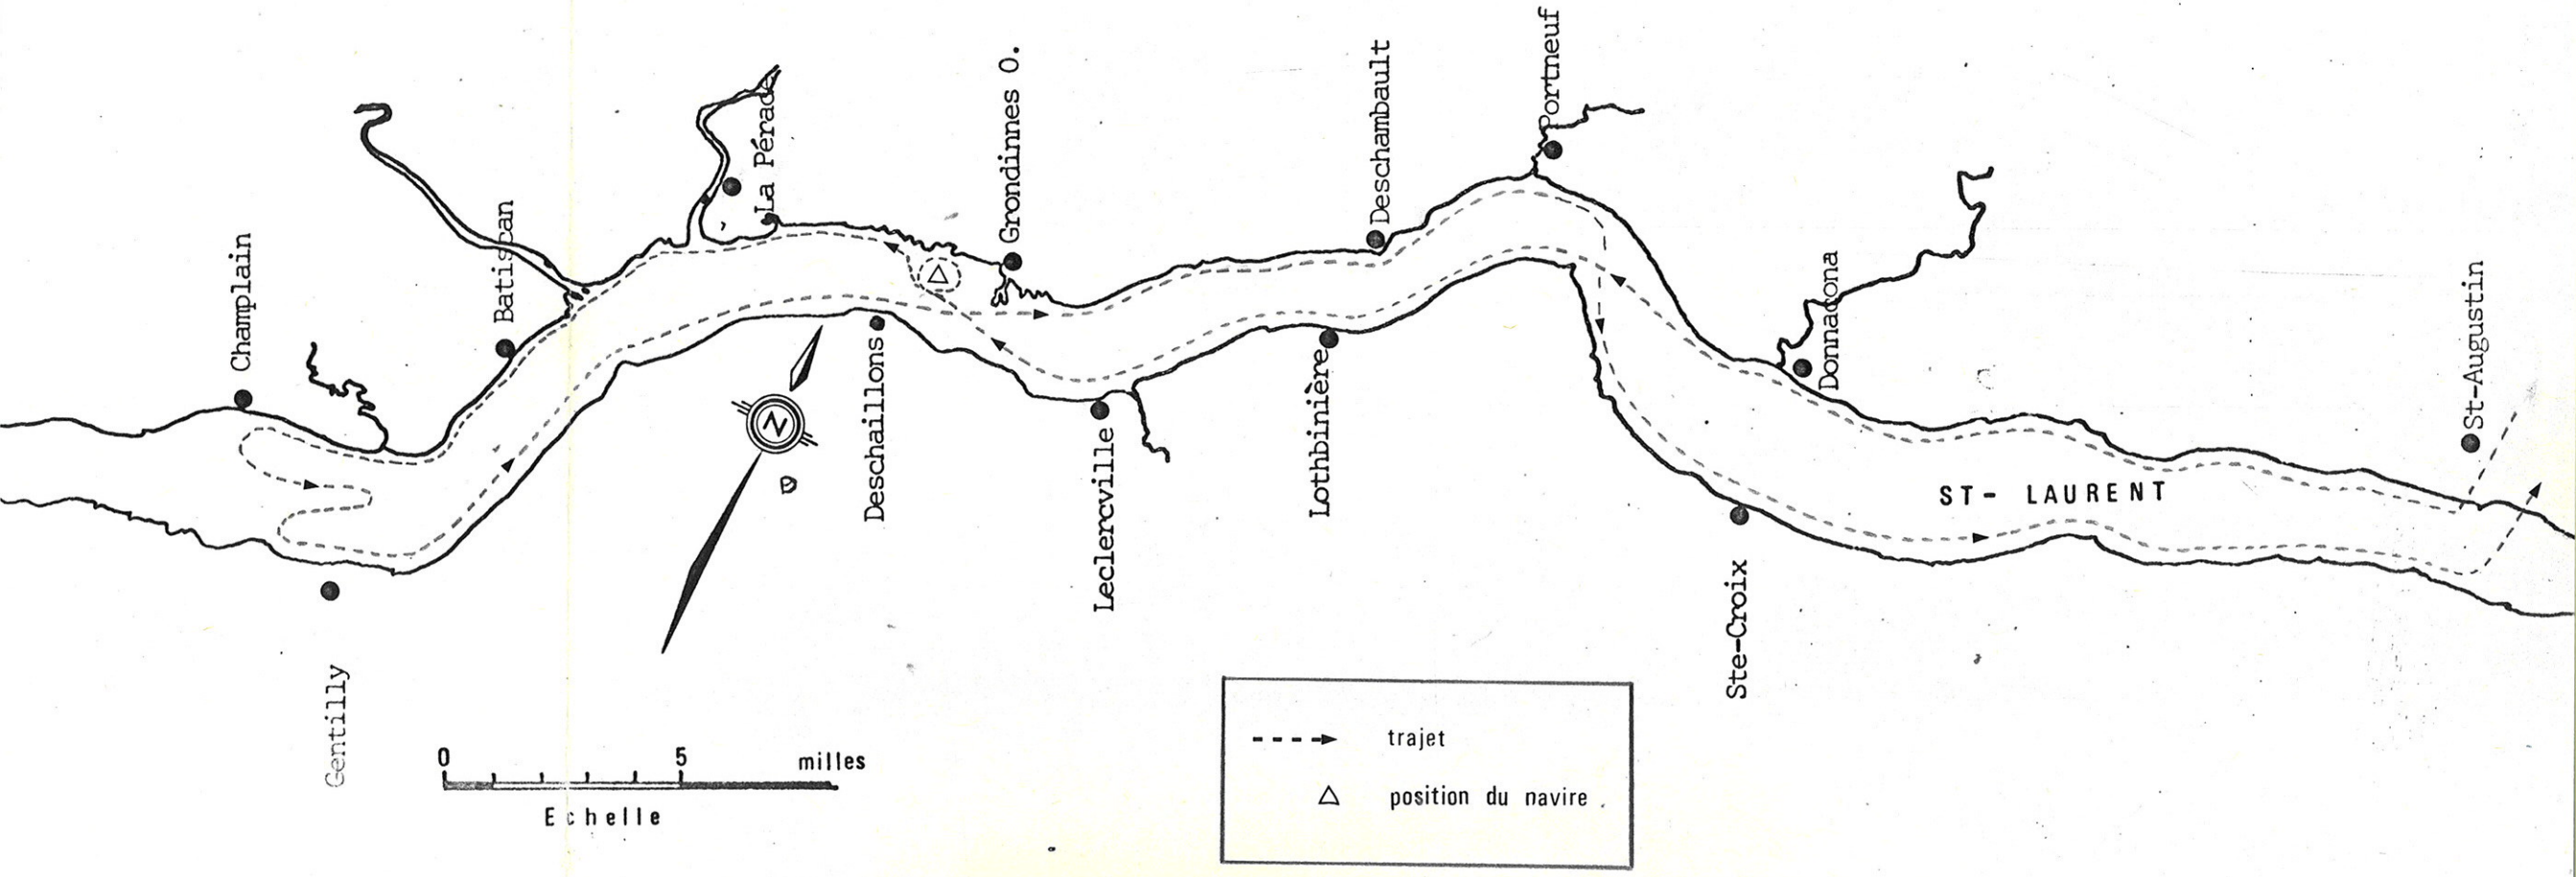 Champlain
Batiscan
La Pérade
Grondinnes O.
Deschambault
Portneuf
Donnacona
St-Augustin
Gentilly
Deschaillons
Leclercville
Lothbinière
Ste-Croix
ST- LAURENT
N
0 5 milles
Echelle
trajet
position du navire